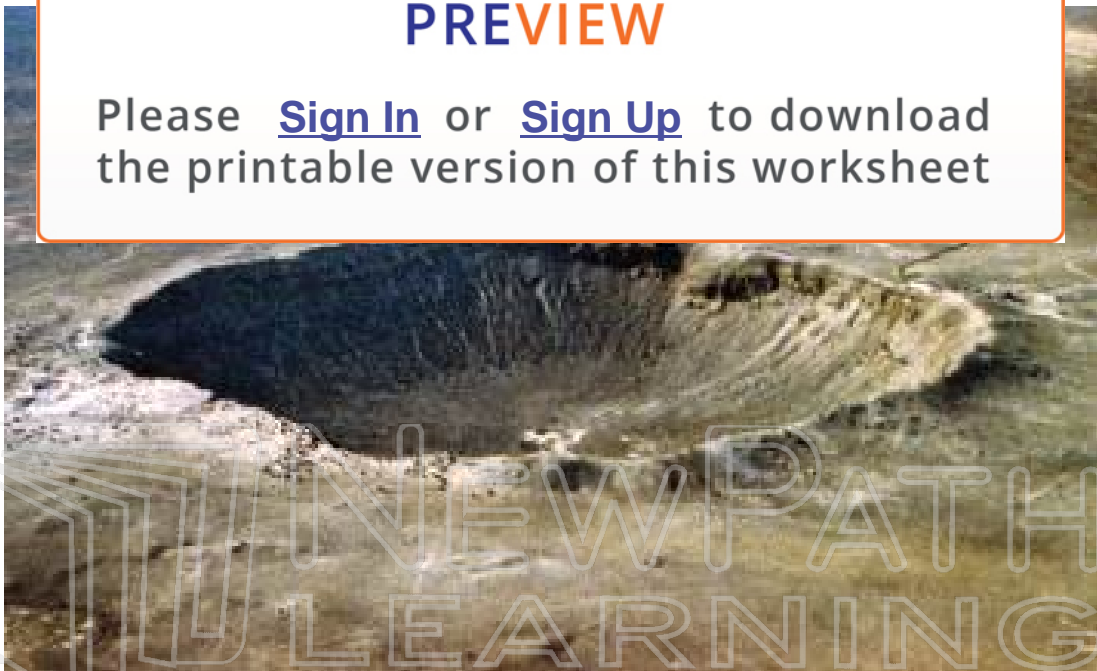 PREVIEW
Please Sign In or Sign Up to download
the printable version of this worksheet
NEWPATH
LEARNING